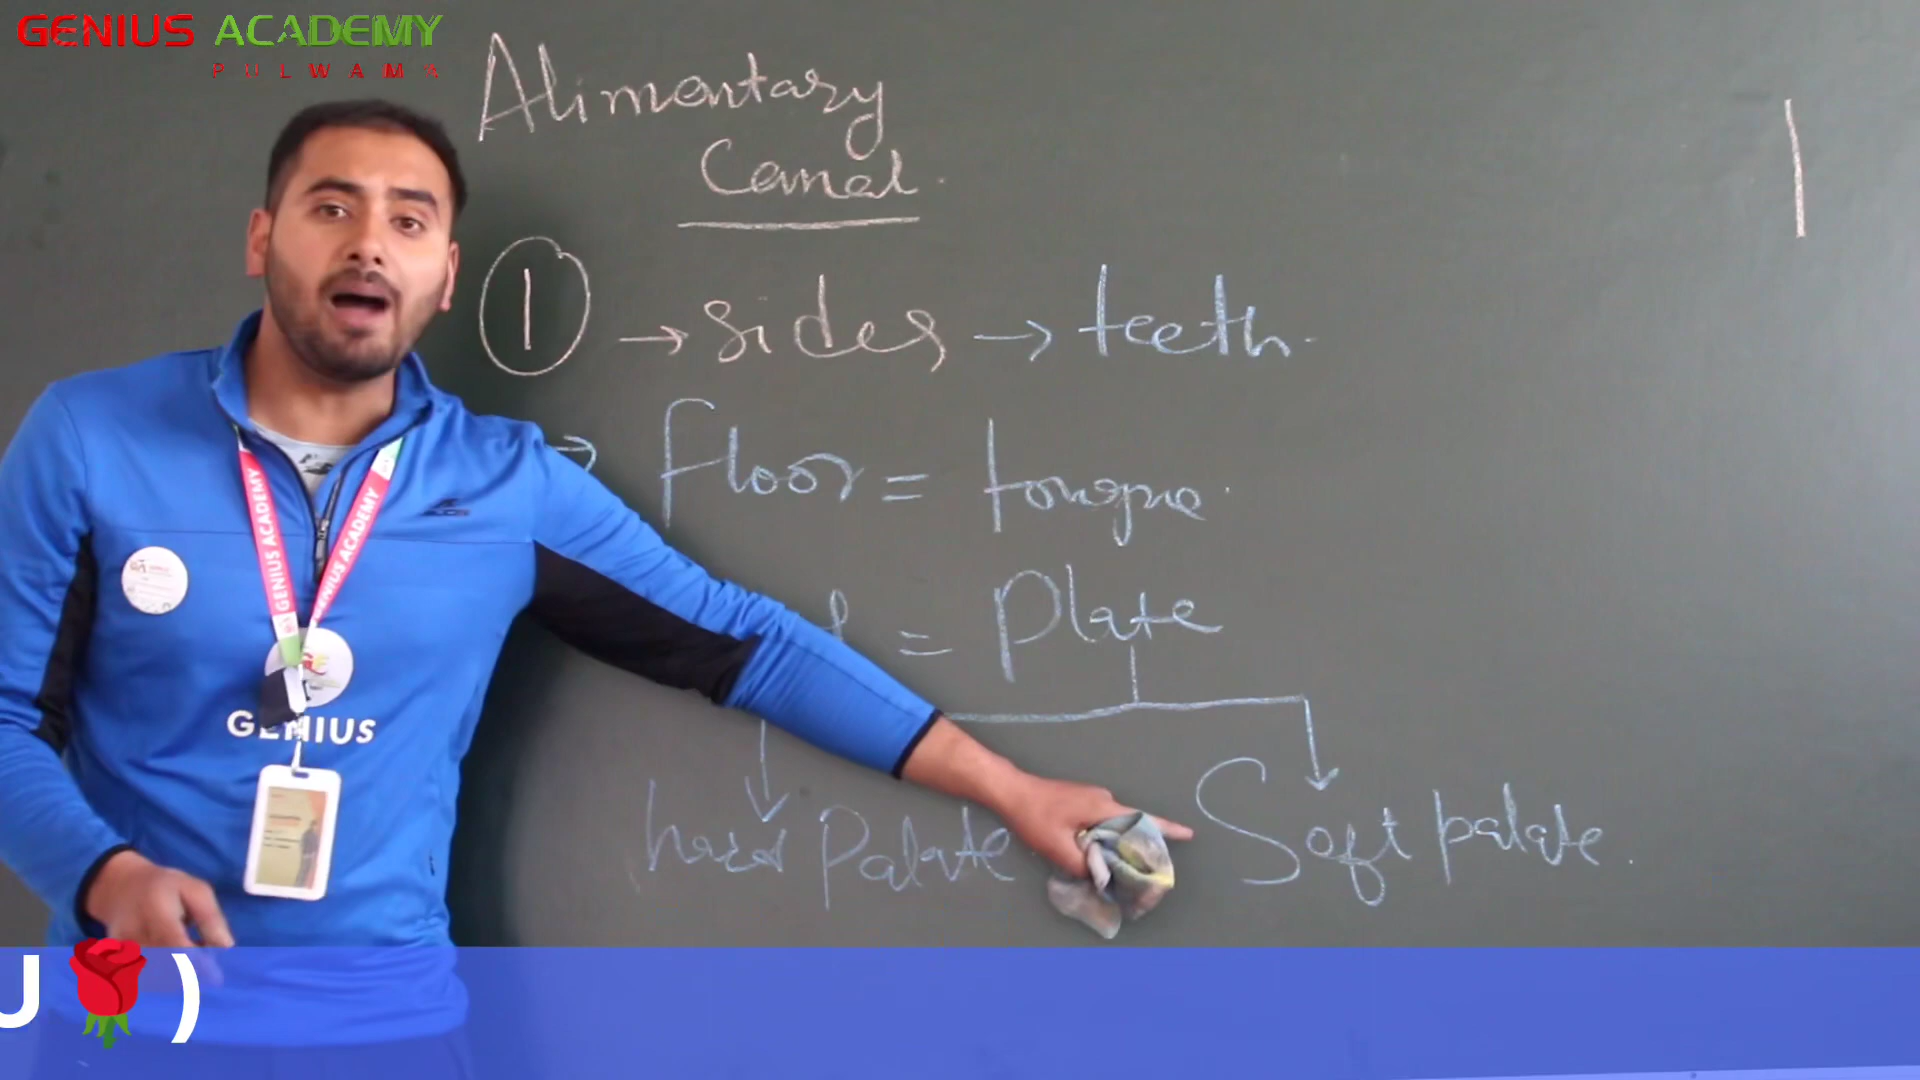 GENIUS ACADEMY
PULWAMA
Alimentary
Canal.
1 → sides → teeth.
→ floor = tongue.
= Plate
hard Palate
Soft palate.
GENIUS ACADEMY
GENIUS ACADEMY
GENIUS
U🌹)